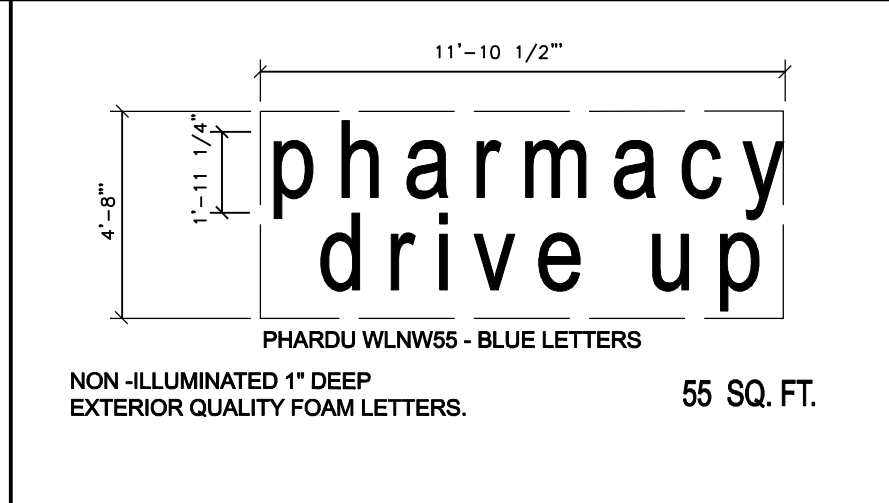 11'-10 1/2"'
4'-8"'
1'-11 1/4"
pharmacy
drive up
PHARDU WLNW55 - BLUE LETTERS
NON -ILLUMINATED 1" DEEP
EXTERIOR QUALITY FOAM LETTERS.
55 SQ. FT.